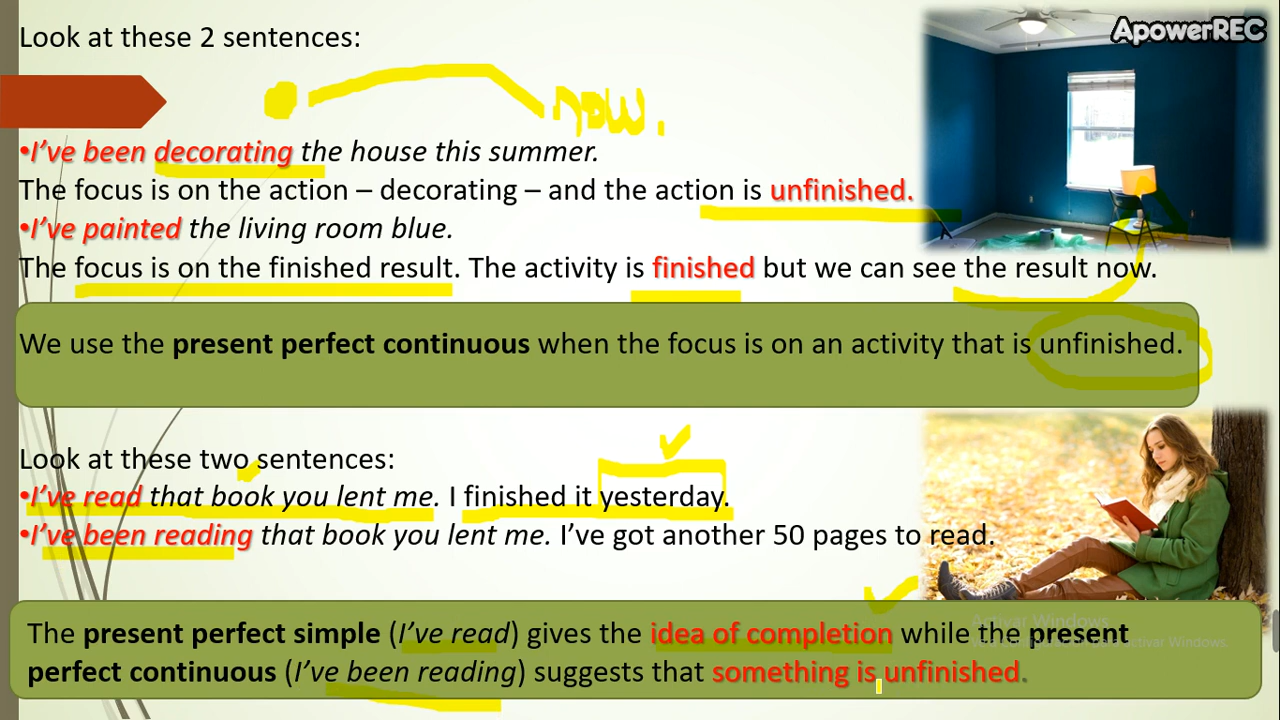 Look at these 2 sentences:
ApowerREC
now.
•I've been decorating the house this summer.
The focus is on the action – decorating – and the action is unfinished.
•I've painted the living room blue.
The focus is on the finished result. The activity is finished but we can see the result now.
We use the present perfect continuous when the focus is on an activity that is unfinished.
Look at these two sentences:
•I've read that book you lent me. I finished it yesterday.
•I've been reading that book you lent me. I've got another 50 pages to read.
The present perfect simple (I've read) gives the idea of completion while the present
perfect continuous (I've been reading) suggests that something is unfinished.
Activar Windows